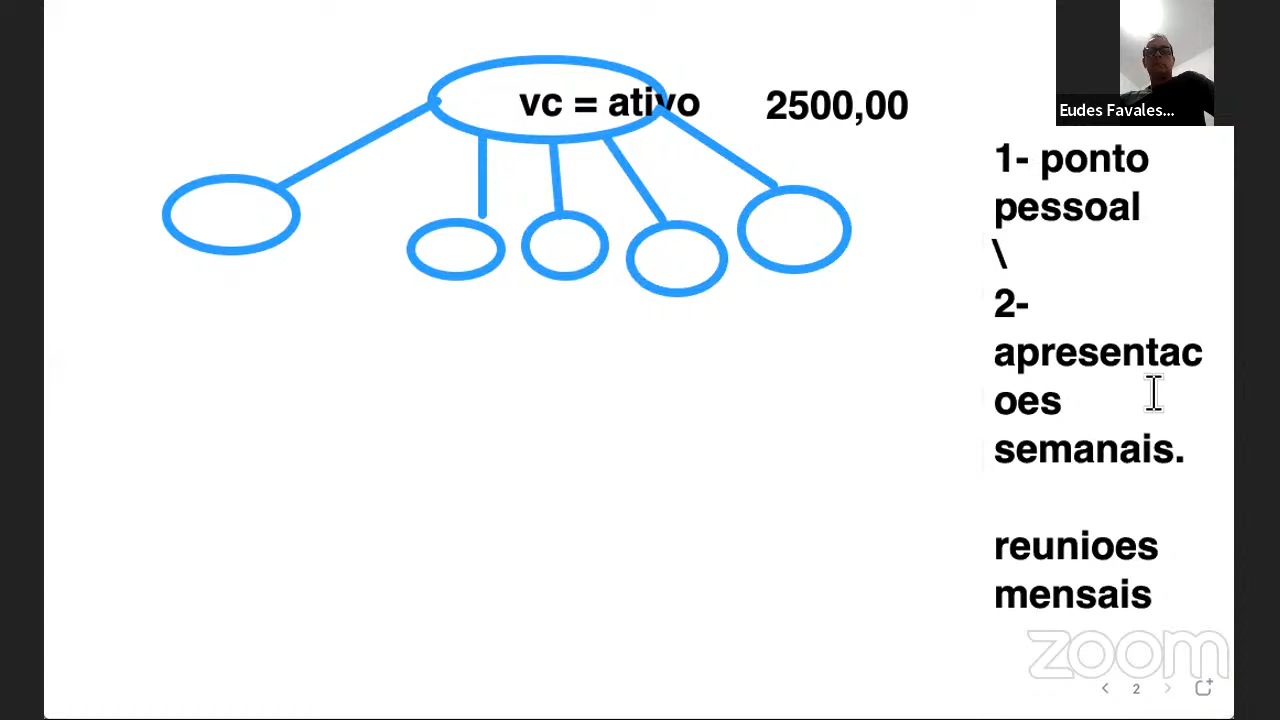 vc = ativo
2500,00
Eudes Favales...
1- ponto
pessoal
\
2-
apresentac
oes
semanais.
reunioes
mensais
zoom
2